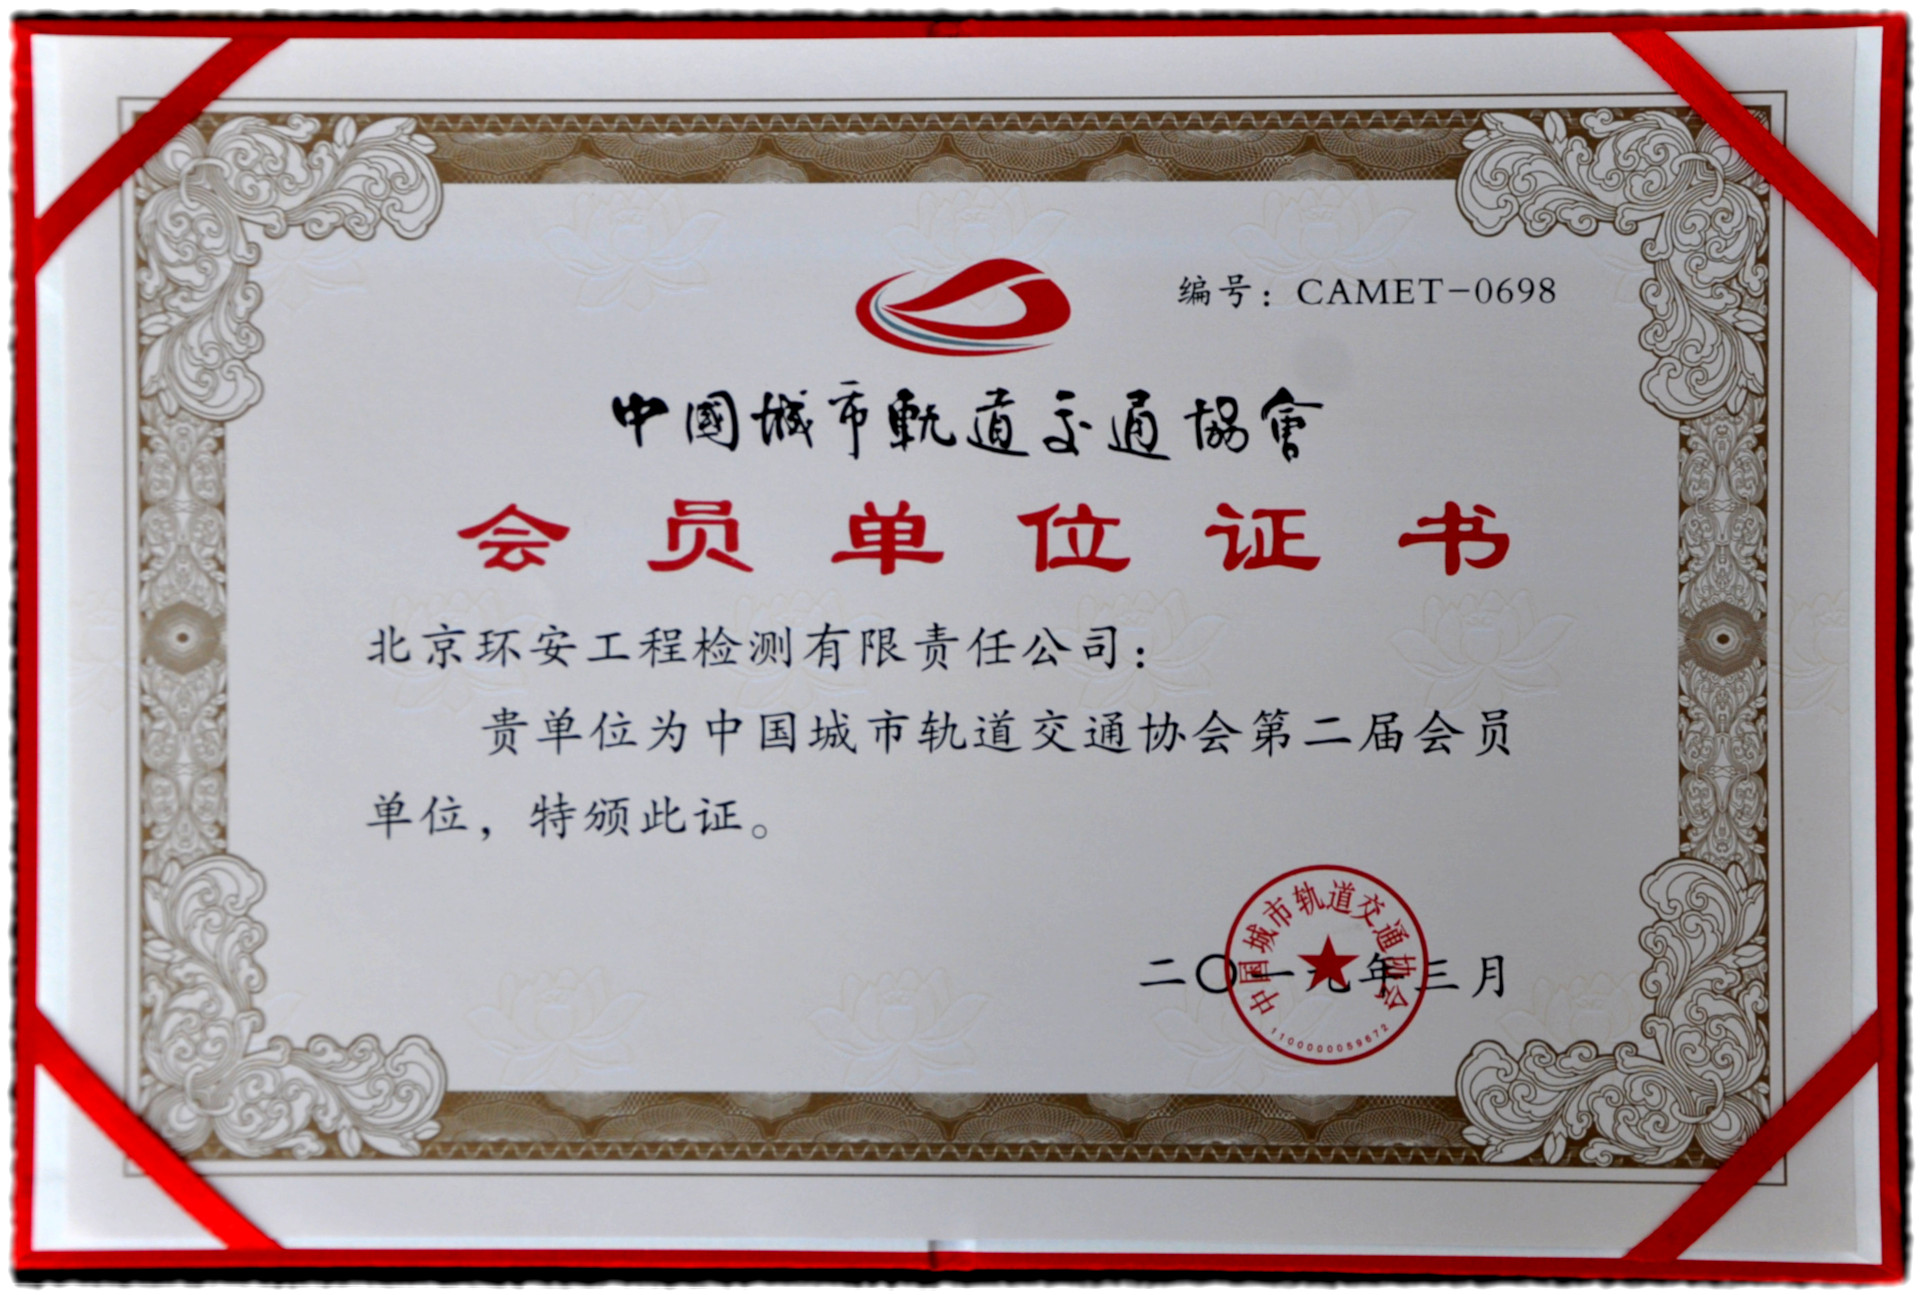 编号：CAMET-0698
中國城市軌道交通協會
会员单位证书
北京环安工程检测有限责任公司：
贵单位为中国城市轨道交通协会第二届会员
单位，特颁此证。
中国城市轨道交通协会
二〇一九年三月
1100000059672